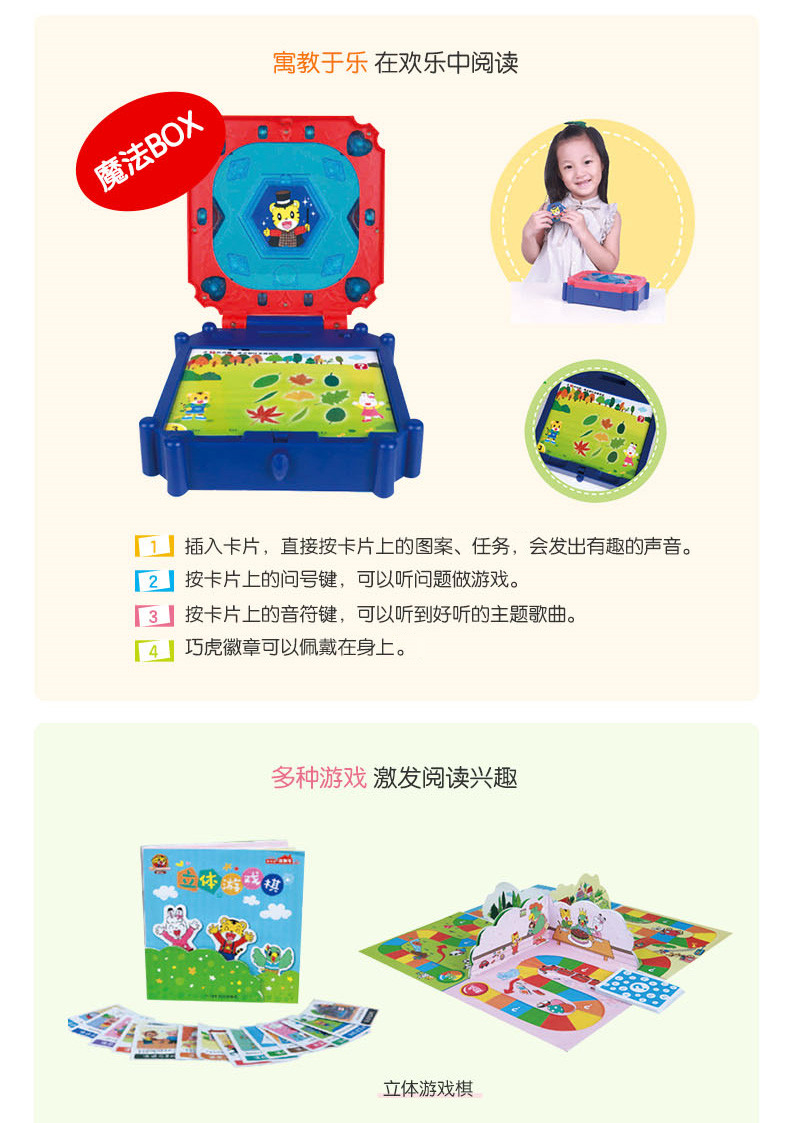 寓教于乐 在欢乐中阅读
魔法BOX
1 插入卡片，直接按卡片上的图案、任务，会发出有趣的声音。
2 按卡片上的问号键，可以听问题做游戏。
3 按卡片上的音符键，可以听到好听的主题歌曲。
4 巧虎徽章可以佩戴在身上。
多种游戏 激发阅读兴趣
立体游戏棋
立体游戏棋